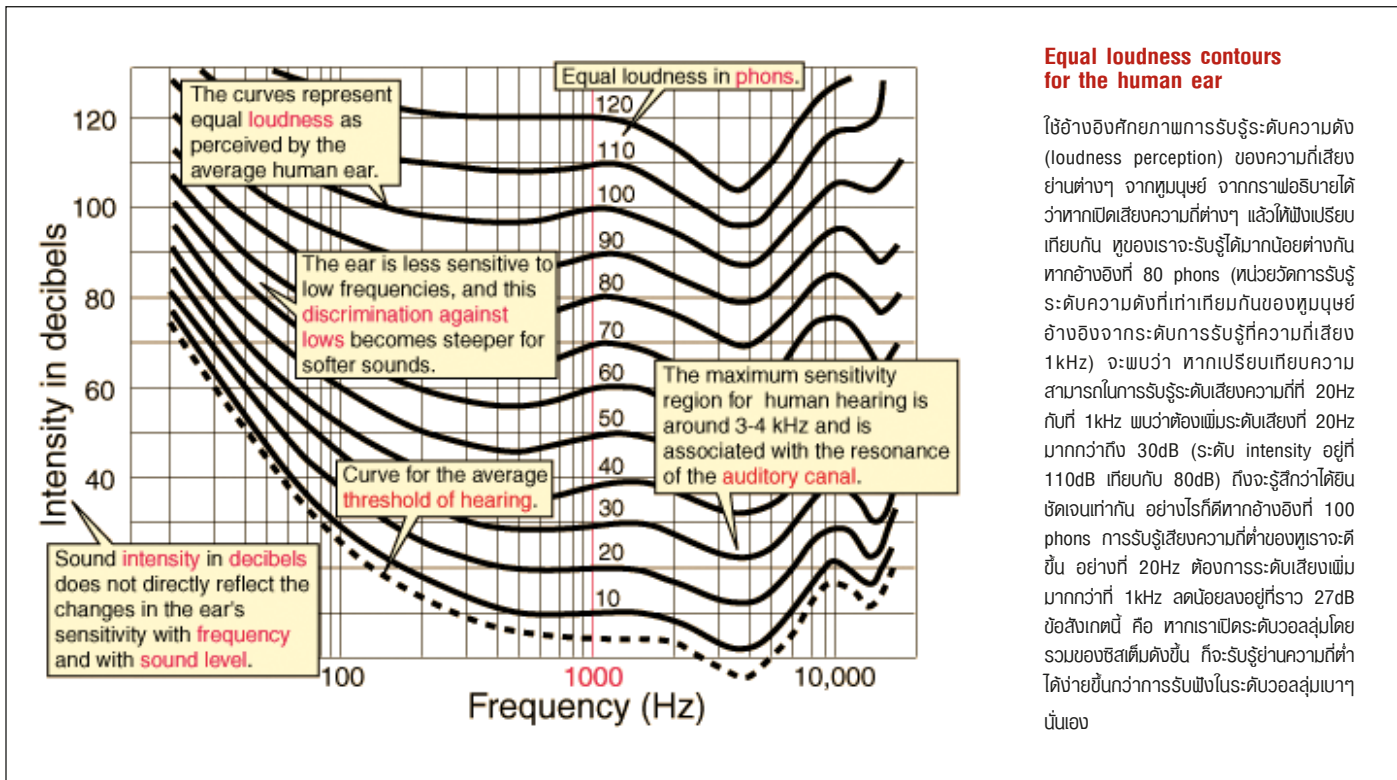 Equal loudness contours
for the human ear
ใช้อ้างอิงศักยภาพการรับรู้ระดับความดัง
(loudness perception) ของความถี่เสียง
ย่านต่างๆ จากหูมนุษย์ จากกราฟอธิบายได้
ว่าหากเปิดเสียงความถี่ต่างๆ แล้วให้ฟังเปรียบ
เทียบกัน หูของเราจะรับรู้ได้มากน้อยต่างกัน
หากอ้างอิงที่ 80 phons (หน่วยวัดการรับรู้
ระดับความดังที่เท่าเทียมกันของหูมนุษย์
อ้างอิงจากระดับการรับรู้ที่ความถี่เสียง
1kHz) จะพบว่า หากเปรียบเทียบความ
สามารถในการรับรู้ระดับเสียงความถี่ที่ 20Hz
กับที่ 1kHz พบว่าต้องเพิ่มระดับเสียงที่ 20Hz
มากกว่าถึง 30dB (ระดับ intensity อยู่ที่
110dB เทียบกับ 80dB) ถึงจะรู้สึกว่าได้ยิน
ชัดเจนเท่ากัน อย่างไรก็ดีหากอ้างอิงที่ 100
phons การรับรู้เสียงความถี่ต่ำของหูเราจะดี
ขึ้น อย่างที่ 20Hz ต้องการระดับเสียงเพิ่ม
มากกว่าที่ 1kHz ลดน้อยลงอยู่ที่ราว 27dB
ข้อสังเกตนี้ คือ หากเราเปิดระดับวอลลุ่มโดย
รวมของซิสเต็มดังขึ้น ก็จะรับรู้ย่านความถี่ต่ำ
ได้ง่ายขึ้นกว่าการรับฟังในระดับวอลลุ่มเบาๆ
นั่นเอง
Intensity in decibels
120
100
80
60
40
The curves represent
equal loudness as
perceived by the
average human ear.
Equal loudness in phons.
The ear is less sensitive to
low frequencies, and this
discrimination against
lows becomes steeper for
softer sounds.
The maximum sensitivity
region for human hearing is
around 3-4 kHz and is
associated with the resonance
of the auditory canal.
Curve for the average
threshold of hearing.
Sound intensity in decibels
does not directly reflect the
changes in the ear's
sensitivity with frequency
and with sound level.
120
110
100
90
80
70
60
50
40
30
20
10
100
1000
10,000
Frequency (Hz)